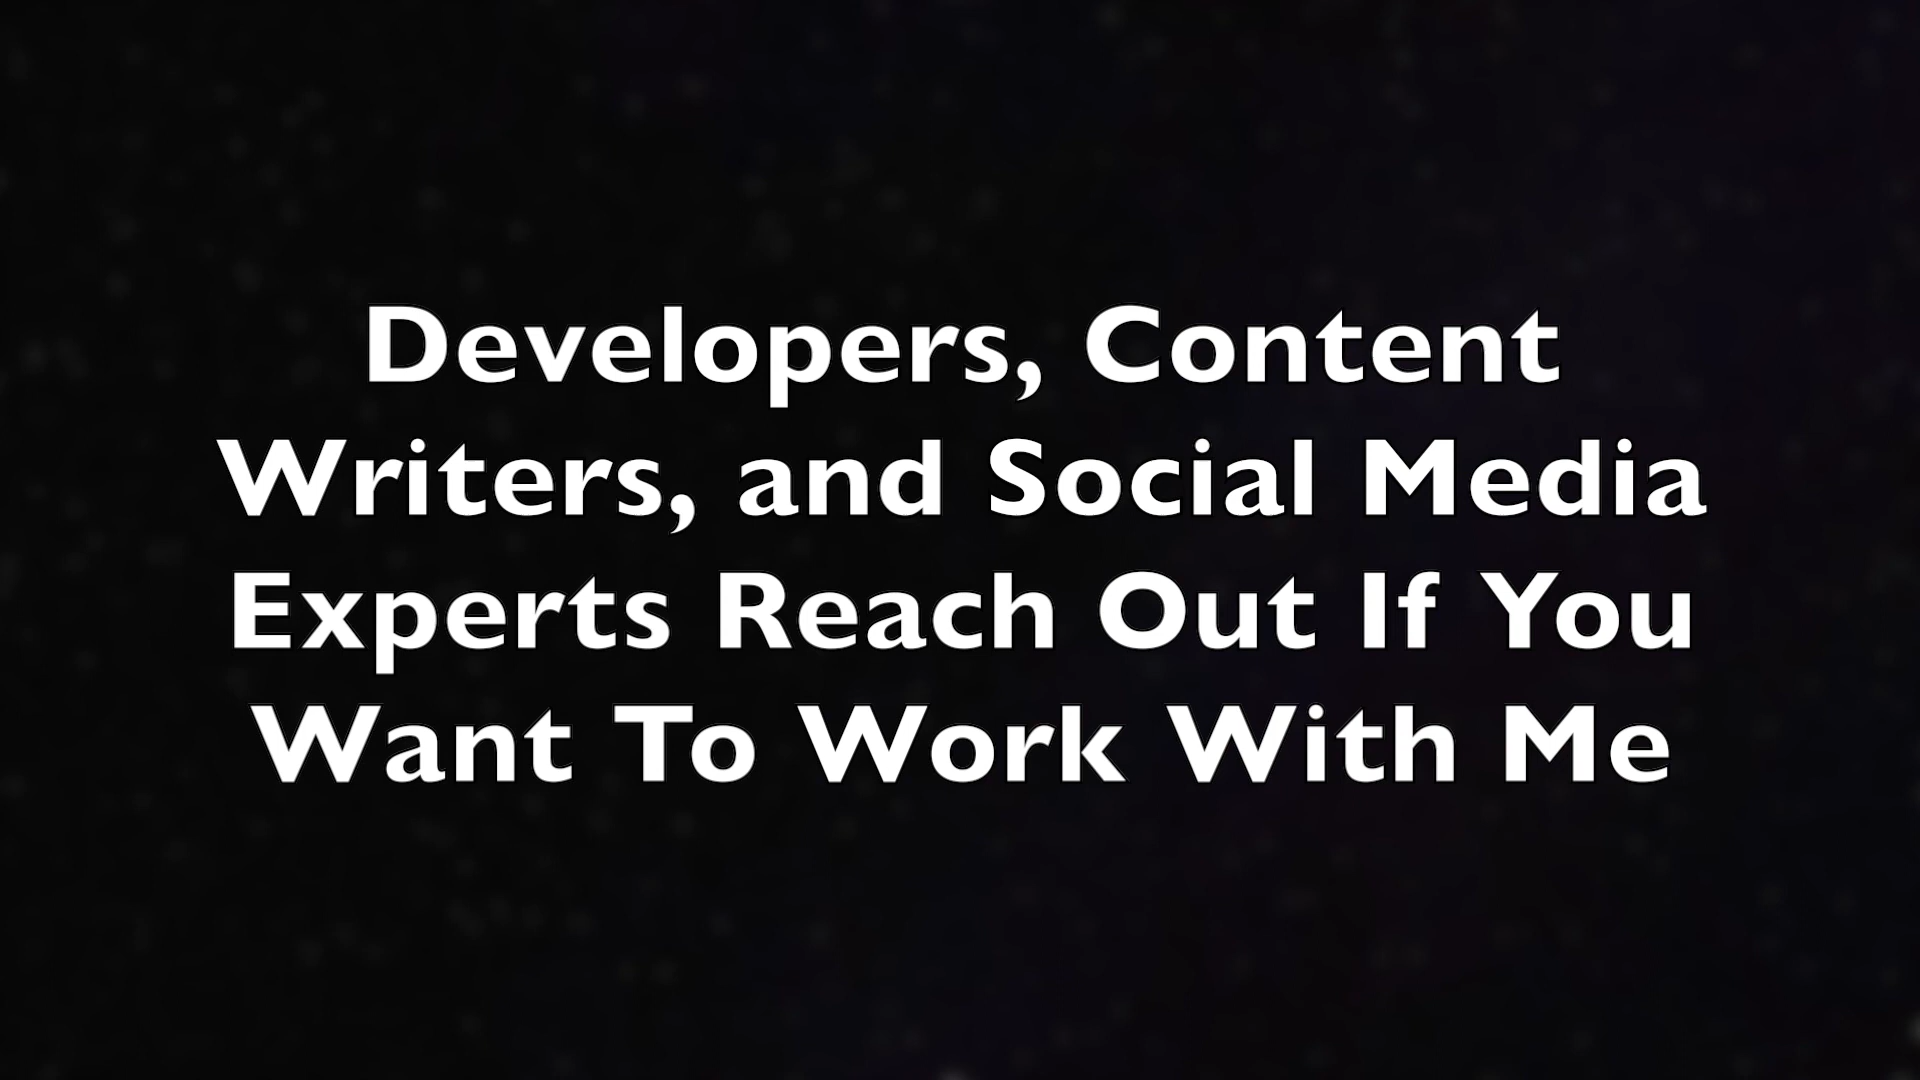 Developers, Content
Writers, and Social Media
Experts Reach Out If You
Want To Work With Me